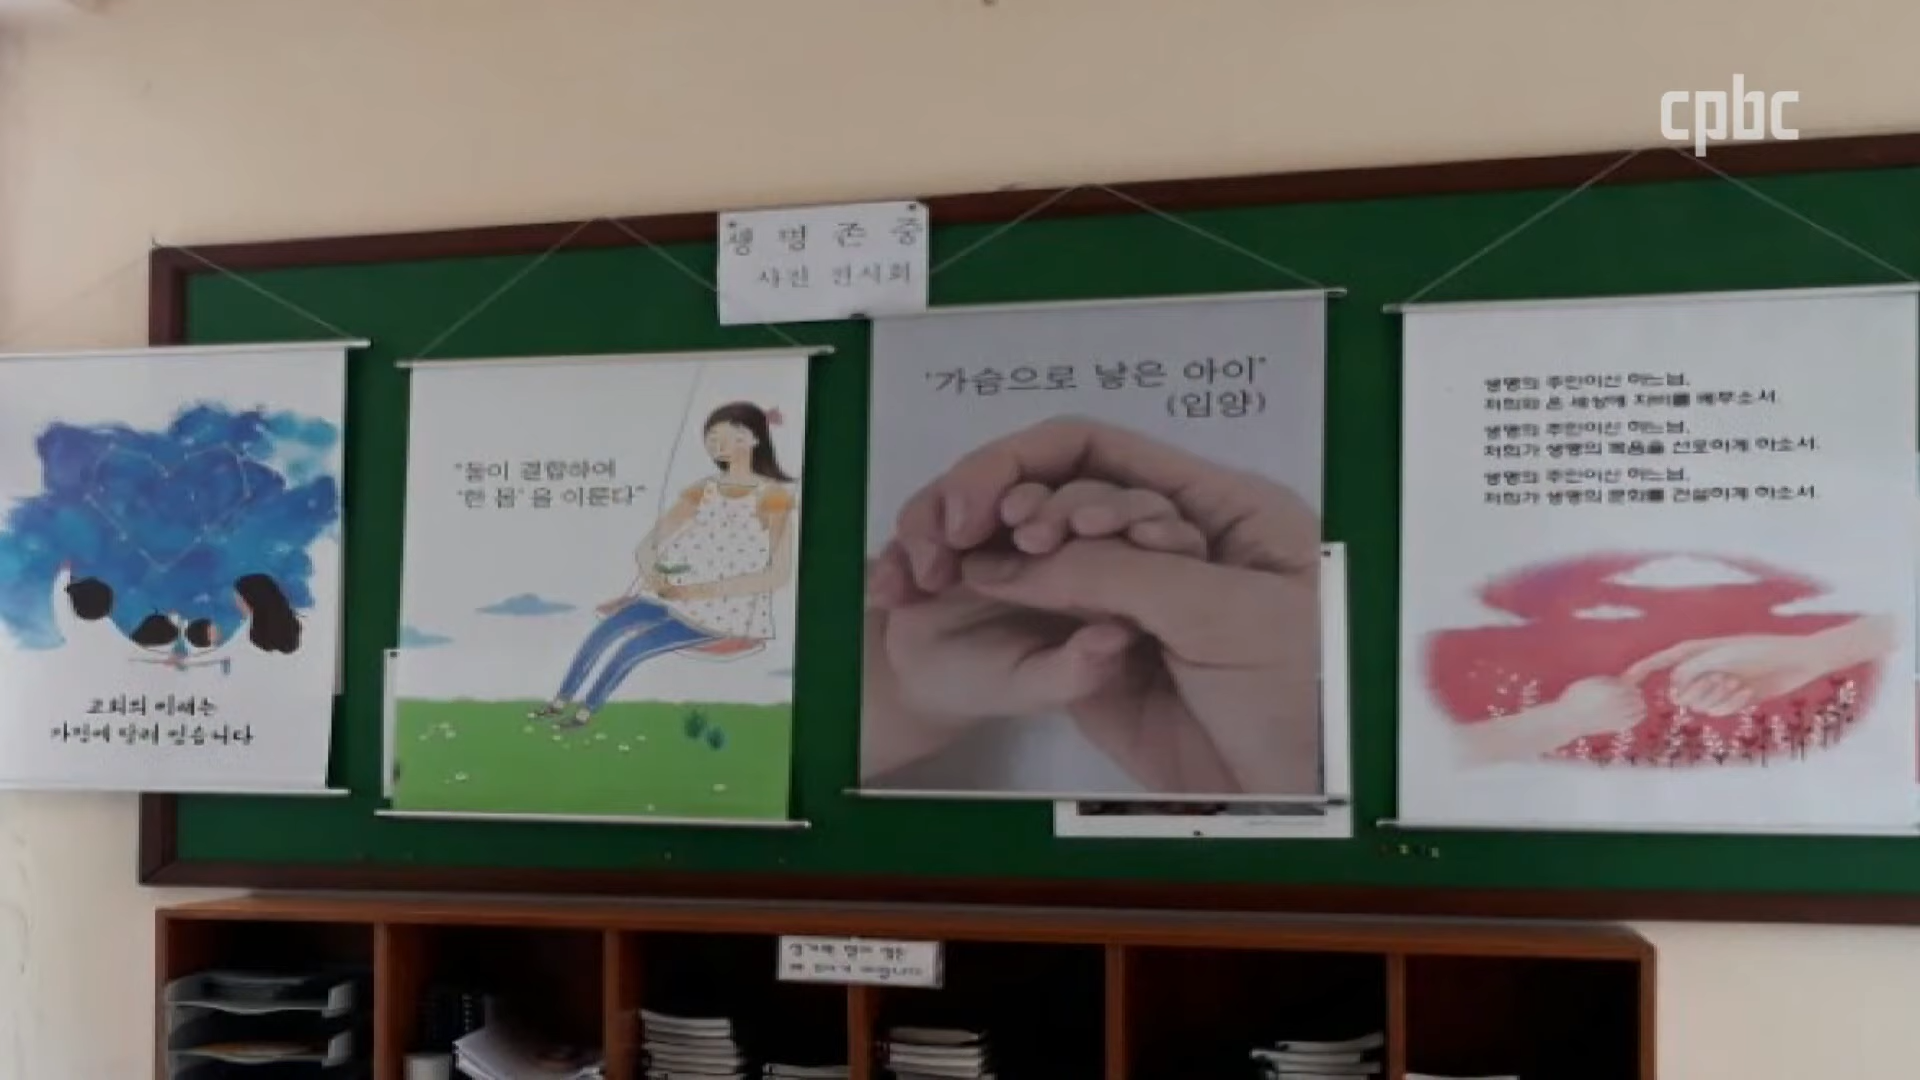 cpbc
생 명 존 중
사진 전시회
교회의 미래는
가정에 달려 있습니다
"둘이 결합하여
'한 몸'을 이룬다"
'가슴으로 낳은 아이'
(입양)
생명의 주인이신 하느님,
저희와 온 세상에 자비를 베푸소서.
생명의 주인이신 하느님,
저희가 생명의 복음을 선포하게 하소서.
생명의 주인이신 하느님,
저희가 생명의 문화를 건설하게 하소서.